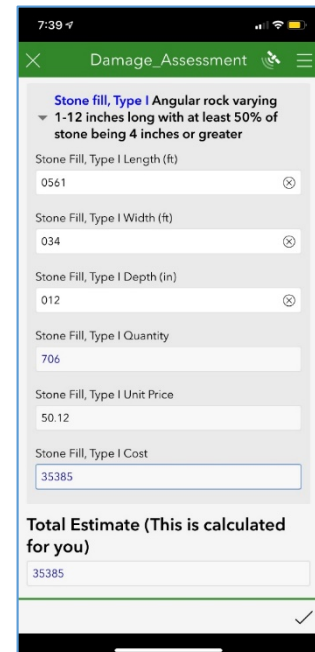 7:39
Damage_Assessment
Stone fill, Type I Angular rock varying
1-12 inches long with at least 50% of
stone being 4 inches or greater
Stone Fill, Type I Length (ft)
0561
Stone Fill, Type I Width (ft)
034
Stone Fill, Type I Depth (in)
012
Stone Fill, Type I Quantity
706
Stone Fill, Type I Unit Price
50.12
Stone Fill, Type I Cost
35385
Total Estimate (This is calculated
for you)
35385